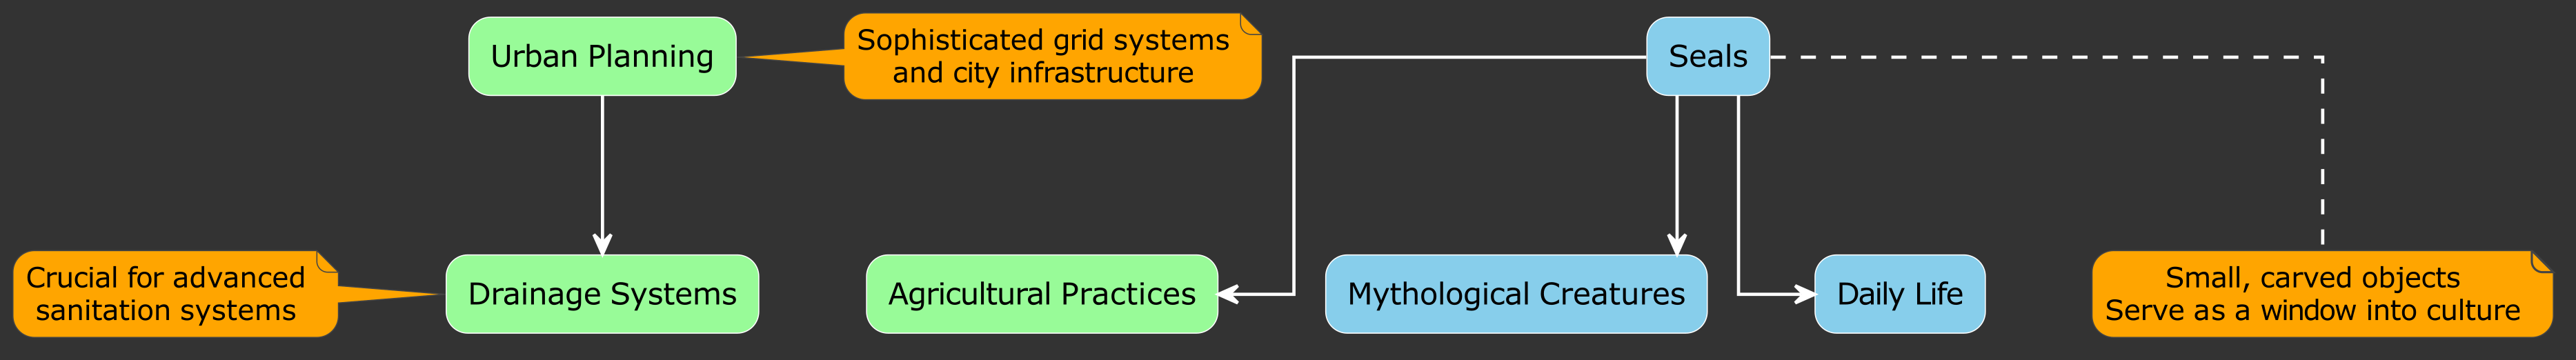 Urban Planning
Sophisticated grid systems
and city infrastructure
Seals
Crucial for advanced
sanitation systems
Drainage Systems
Agricultural Practices
Mythological Creatures
Daily Life
Small, carved objects
Serve as a window into culture